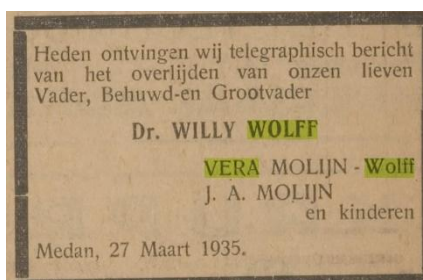 Heden ontvingen wij telegraphisch bericht
van het overlijden van onzen lieven
Vader, Behuwd-en Grootvader
Dr. WILLY WOLFF
VERA MOLIJN - Wolff
J. A. MOLIJN
en kinderen
Medan, 27 Maart 1935.